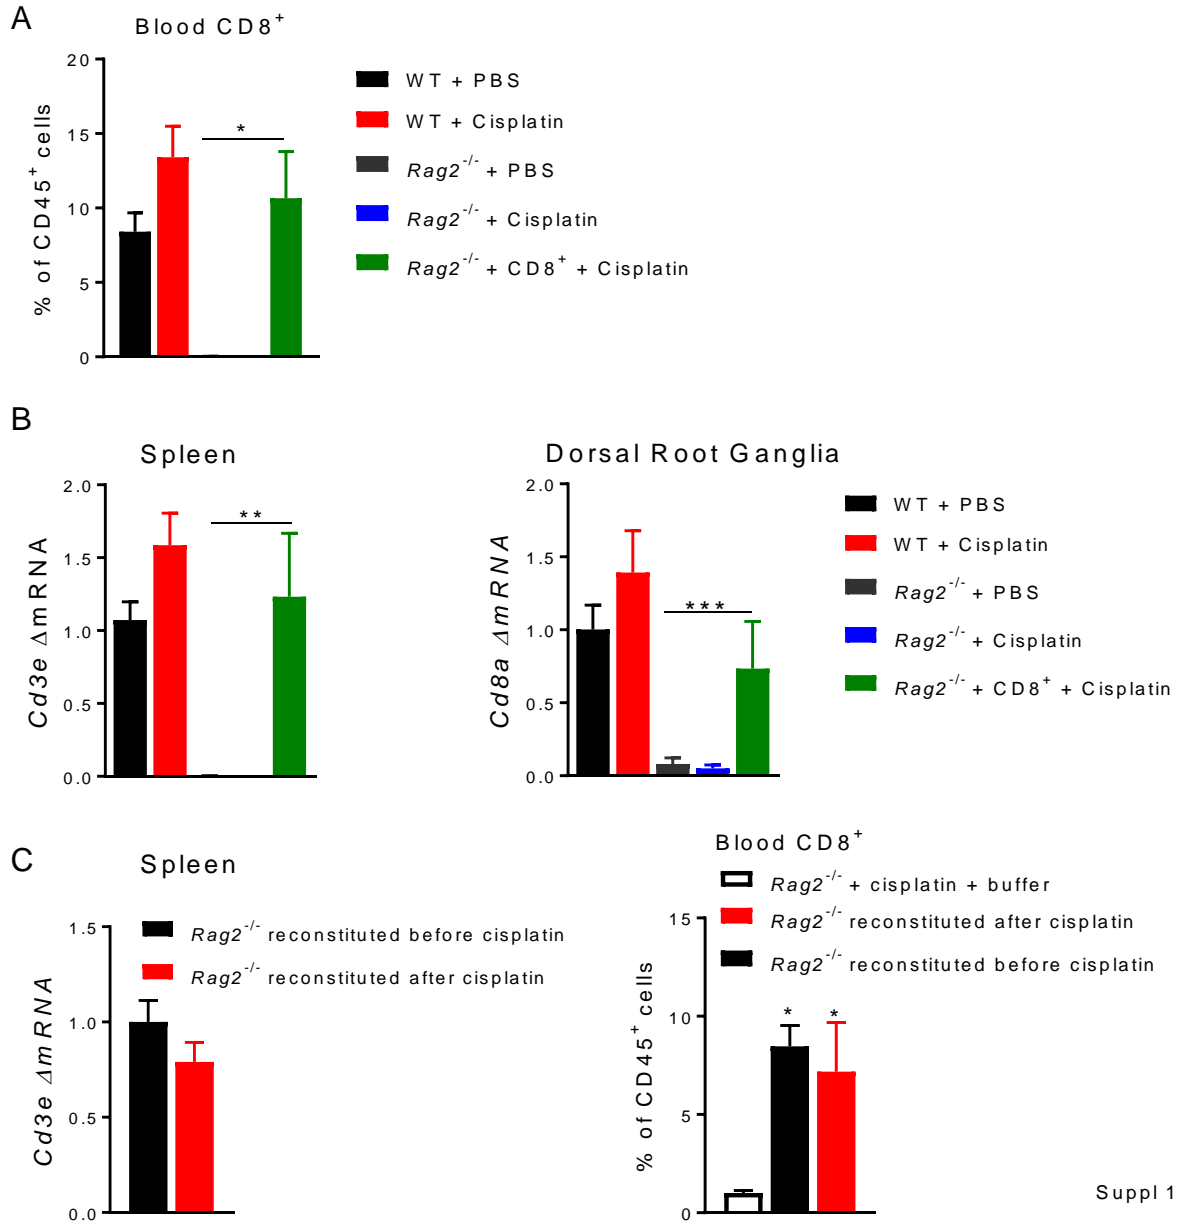 A
Blood CD8+
20
15
10
5
0
% of CD45+ cells
*
WT + PBS
WT + Cisplatin
Rag2-/- + PBS
Rag2-/- + Cisplatin
Rag2-/- + CD8+ + Cisplatin
B
Spleen
2.0
1.5
1.0
0.5
0.0
Cd3e ΔmRNA
**
Dorsal Root Ganglia
2.0
1.5
1.0
0.5
0.0
Cd8a ΔmRNA
***
WT + PBS
WT + Cisplatin
Rag2-/- + PBS
Rag2-/- + Cisplatin
Rag2-/- + CD8+ + Cisplatin
C
Spleen
1.5
1.0
0.5
0.0
Cd3e ΔmRNA
Rag2-/- reconstituted before cisplatin
Rag2-/- reconstituted after cisplatin
Blood CD8+
Rag2-/- + cisplatin + buffer
Rag2-/- reconstituted after cisplatin
Rag2-/- reconstituted before cisplatin
15
10
5
0
% of CD45+ cells
* *
Suppl 1